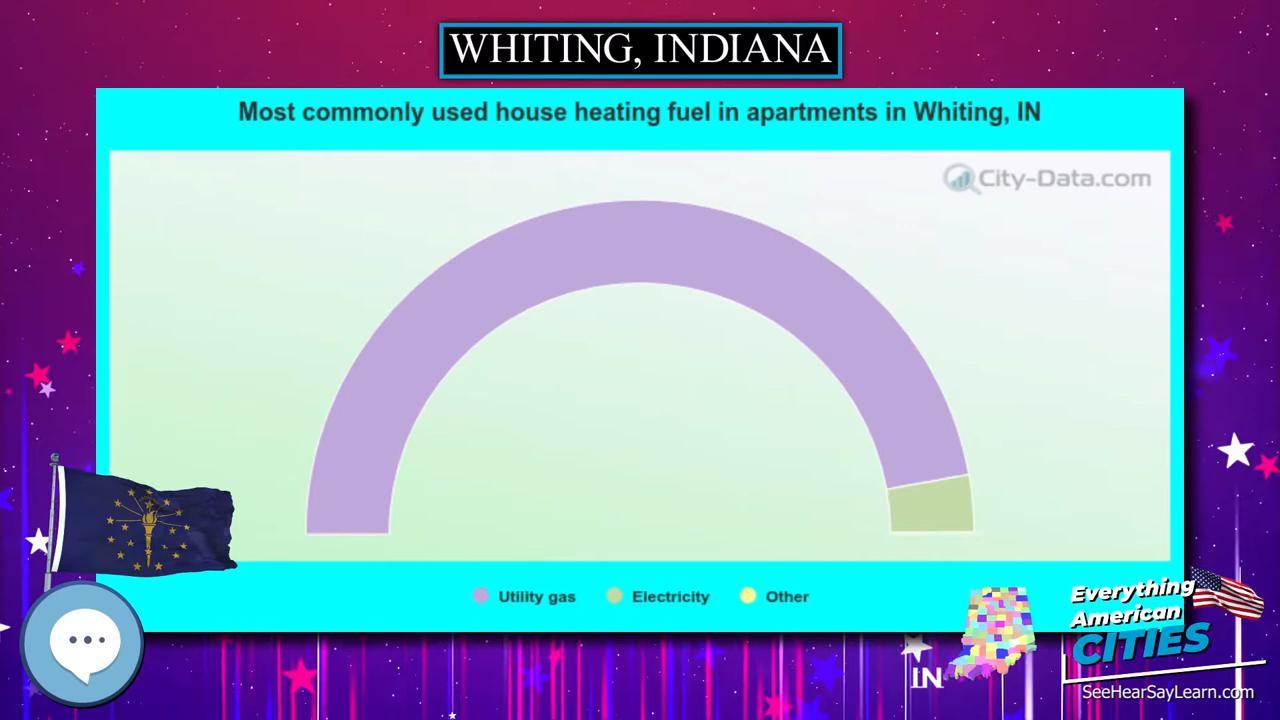 WHITING, INDIANA
Most commonly used house heating fuel in apartments in Whiting, IN
City-Data.com
Utility gas Electricity Other
IN
Everything
American
CITIES
SeeHearSayLearn.com